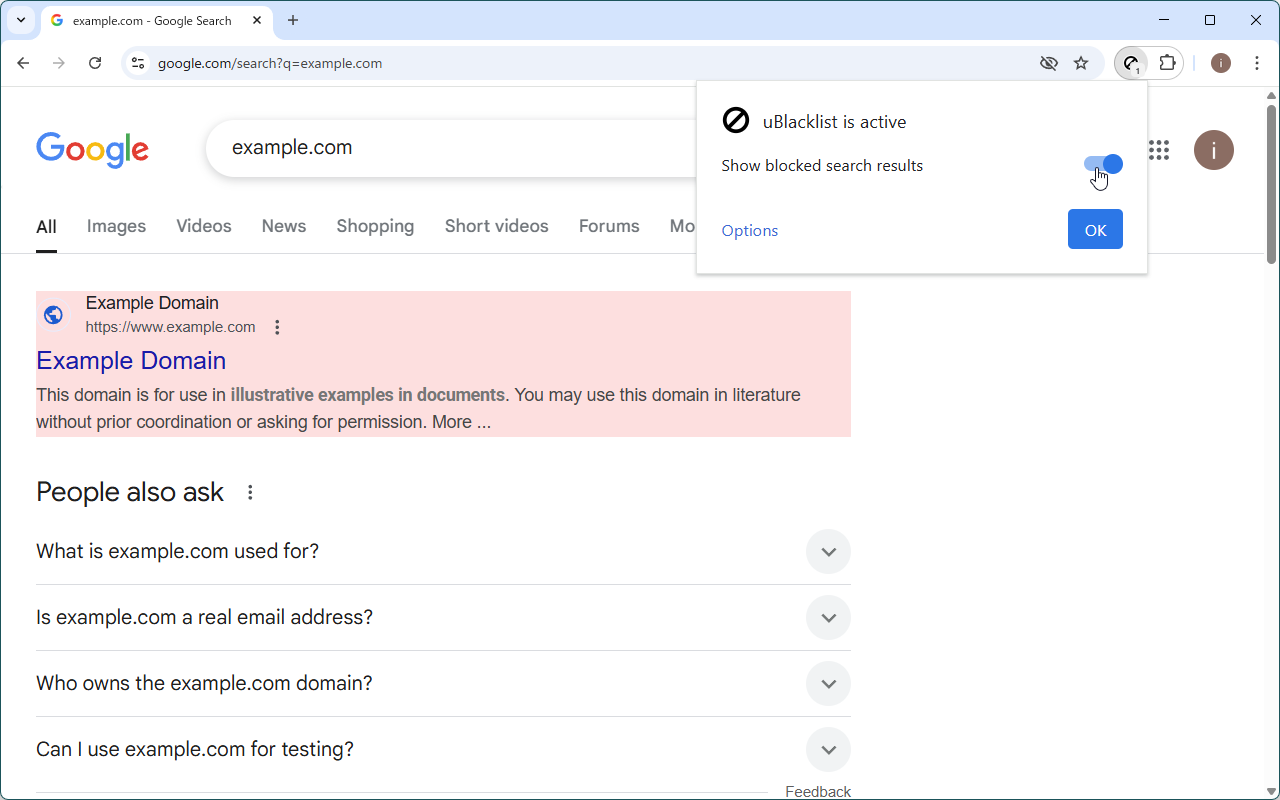 example.com - Google Search
google.com/search?q=example.com
1
i
uBlacklist is active
Show blocked search results
Options
OK
Google
example.com
i
All
Images
Videos
News
Shopping
Short videos
Forums
Mo
Example Domain
https://www.example.com
Example Domain
This domain is for use in illustrative examples in documents. You may use this domain in literature
without prior coordination or asking for permission. More ...
People also ask
What is example.com used for?
Is example.com a real email address?
Who owns the example.com domain?
Can I use example.com for testing?
Feedback